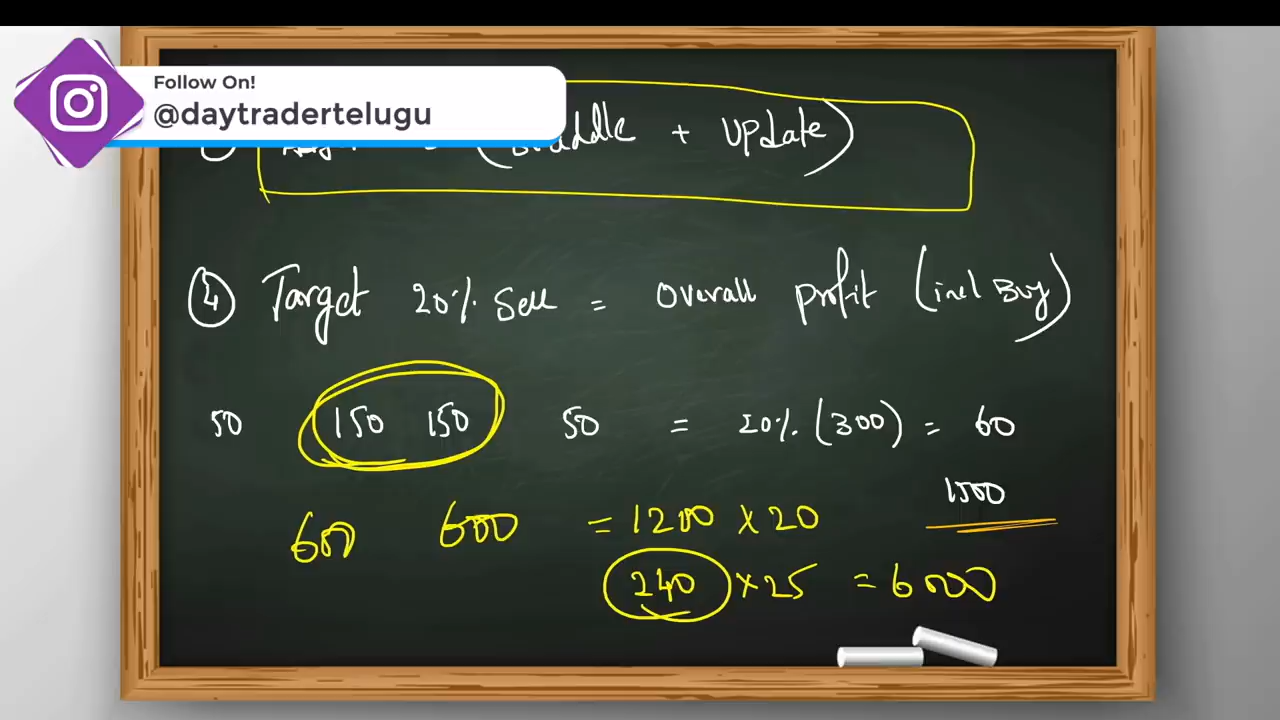 Follow On!
@daytradertelugu
+ Update)
④ Target 20% Sell = Overall profit (incl Buy)
50 150 150 50 = 20% (300) = 60
1500
600 600 = 1200 x 20
240 x 25 = 6000